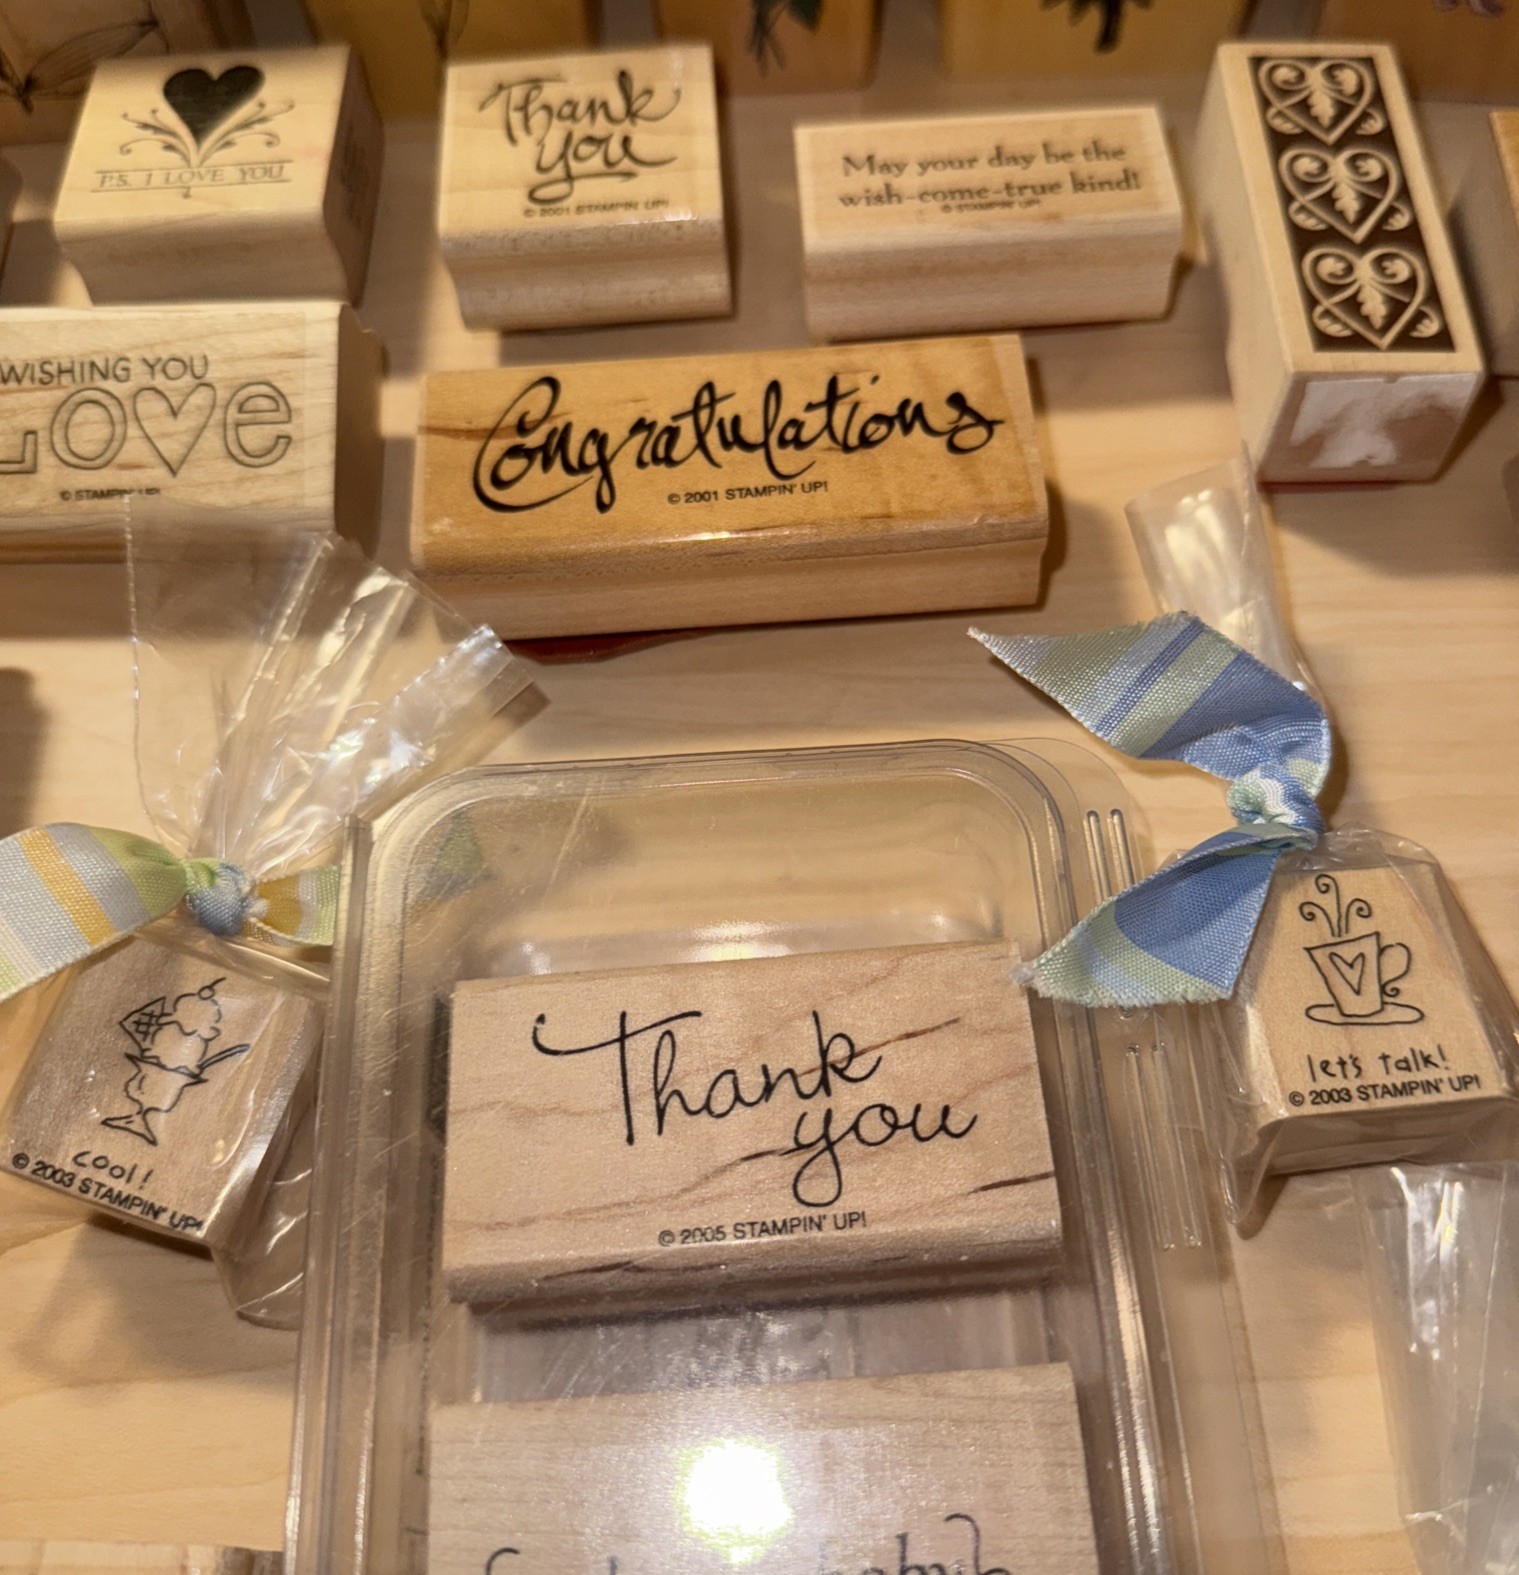 P.S. I LOVE YOU
Thank
you
© 2001 STAMPIN' UP!
May your day be the
wish-come-true kind!
© STAMPIN' UP!
WISHING YOU
LOVe
© STAMPIN' UP!
Congratulations
© 2001 STAMPIN' UP!
cool!
© 2003 STAMPIN' UP!
Thank
you
© 2005 STAMPIN' UP!
let's talk!
© 2003 STAMPIN' UP!